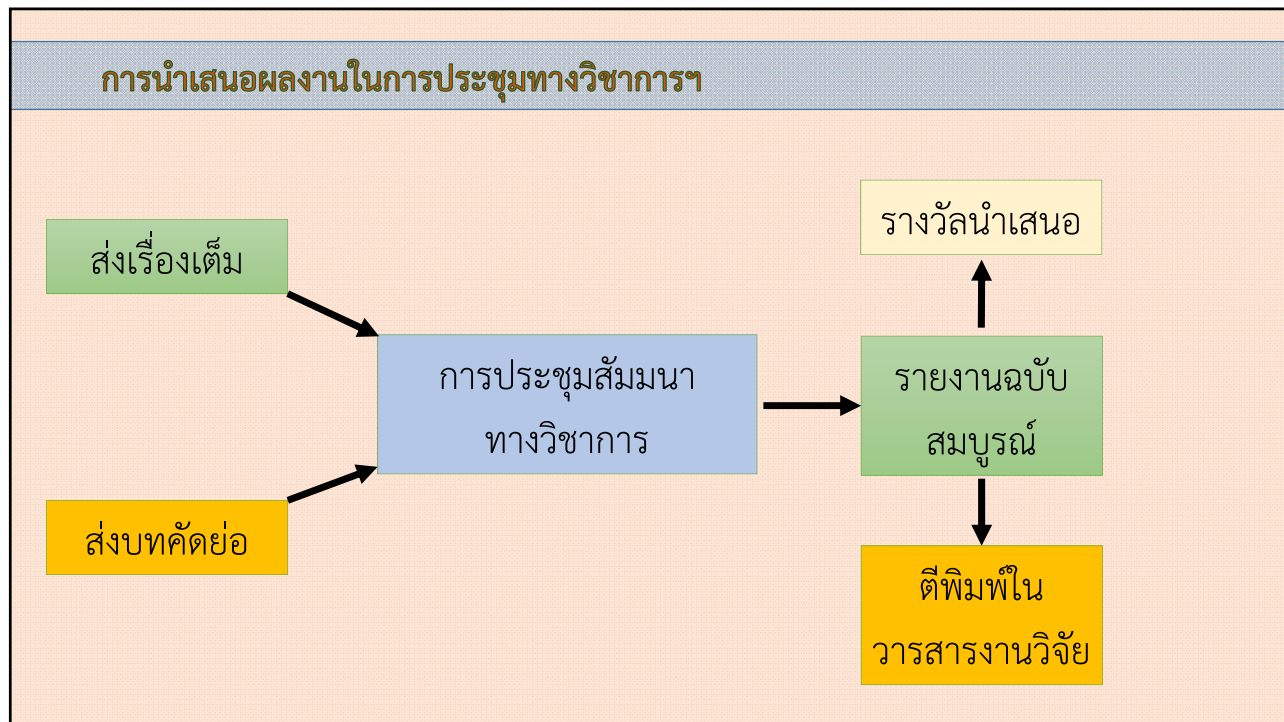 การนำเสนอผลงานในการประชุมทางวิชาการฯ
ส่งเรื่องเต็ม
ส่งบทคัดย่อ
การประชุมสัมมนา
ทางวิชาการ
รางวัลนำเสนอ
รายงานฉบับ
สมบูรณ์
ตีพิมพ์ใน
วารสารงานวิจัย